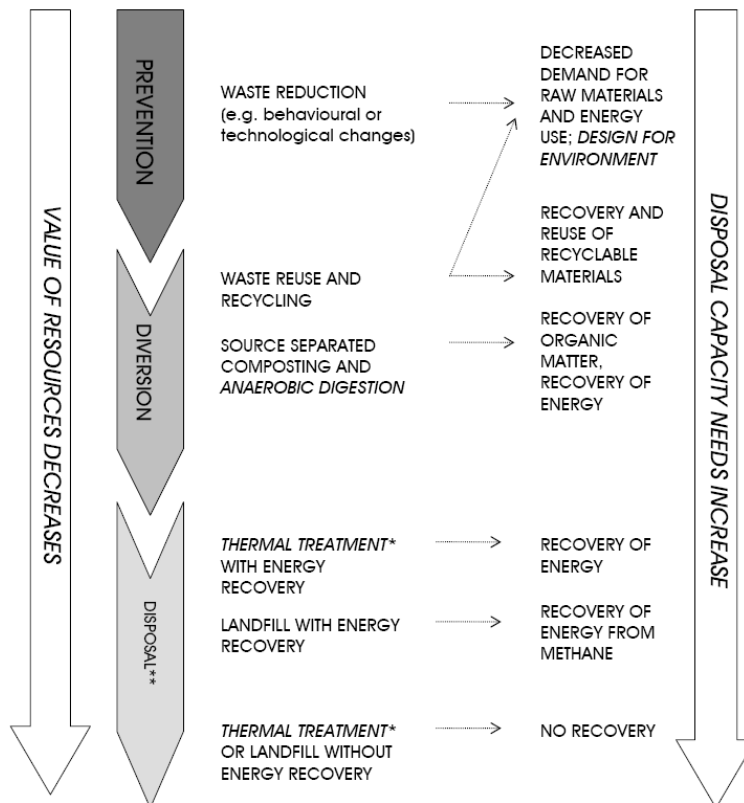 VALUE OF RESOURCES DECREASES
PREVENTION
WASTE REDUCTION
(e.g. behavioural or
technological changes)
DECREASED
DEMAND FOR
RAW MATERIALS
AND ENERGY
USE; DESIGN FOR
ENVIRONMENT
DIVERSION
WASTE REUSE AND
RECYCLING
RECOVERY AND
REUSE OF
RECYCLABLE
MATERIALS
SOURCE SEPARATED
COMPOSTING AND
ANAEROBIC DIGESTION
RECOVERY OF
ORGANIC
MATTER,
RECOVERY OF
ENERGY
DISPOSAL**
THERMAL TREATMENT*
WITH ENERGY
RECOVERY
RECOVERY OF
ENERGY
LANDFILL WITH ENERGY
RECOVERY
RECOVERY OF
ENERGY FROM
METHANE
THERMAL TREATMENT*
OR LANDFILL WITHOUT
ENERGY RECOVERY
NO RECOVERY
DISPOSAL CAPACITY NEEDS INCREASE